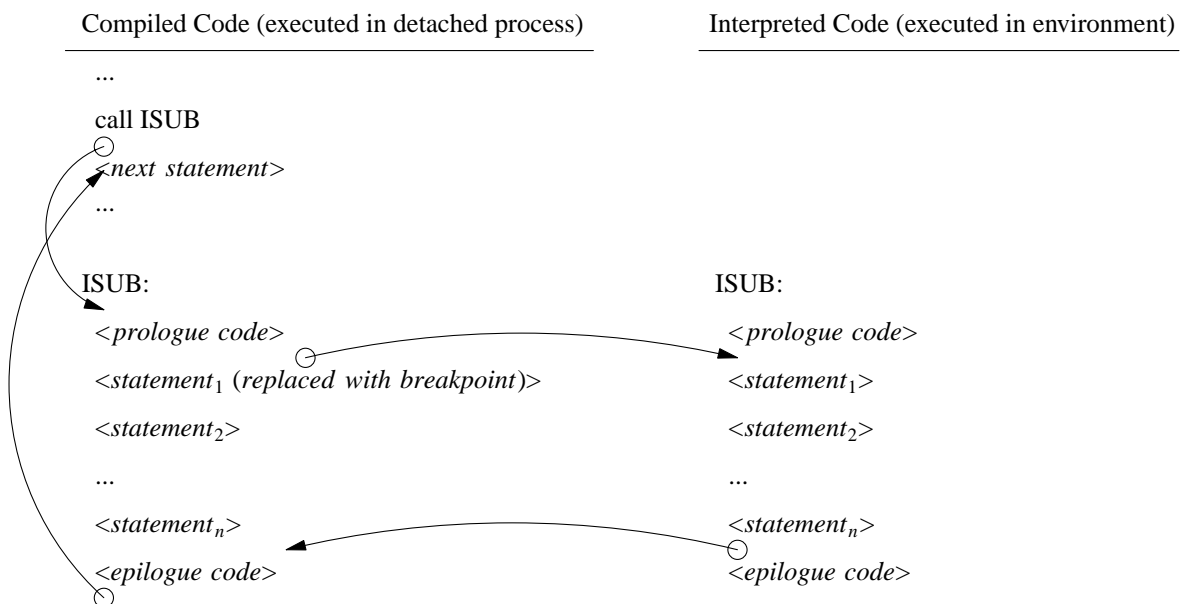 Compiled Code (executed in detached process)
Interpreted Code (executed in environment)
...
call ISUB
<next statement>
...
ISUB:
ISUB:
<prologue code>
<prologue code>
<statement₁ (replaced with breakpoint)>
<statement₁>
<statement₂>
<statement₂>
...
...
<statementₙ>
<statementₙ>
<epilogue code>
<epilogue code>